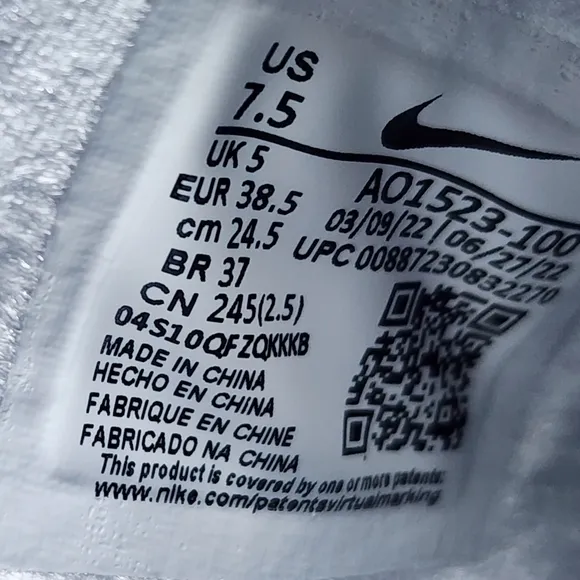 US
7.5
UK 5
EUR 38.5
cm 24.5
BR 37
CN 245(2.5)
AO1523-100
03/09/22 | 06/27/22
UPC 00887230832270
04S10QFZQKKKB
MADE IN CHINA
HECHO EN CHINA
FABRIQUE EN CHINE
FABRICADO NA CHINA
This product is covered by one or more patents:
www.nike.com/patentsvirtualmarking